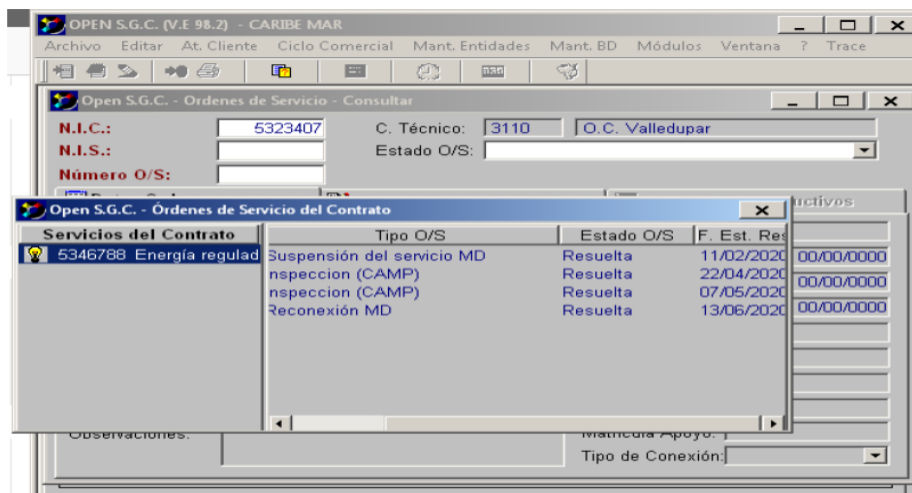 OPEN S.G.C. (V.E 98.2) - CARIBE MAR
Archivo Editar At. Cliente Ciclo Comercial Mant. Entidades Mant. BD Módulos Ventana ? Trace
Open S.G.C. - Ordenes de Servicio - Consultar
N.I.C.: 5323407 C. Técnico: 3110 O.C. Valledupar
N.I.S.: Estado O/S:
Número O/S:
Open S.G.C. - Órdenes de Servicio del Contrato
uctivos
Servicios del Contrato Tipo O/S Estado O/S F. Est. Res
5346788 Energía regulad Suspensión del servicio MD Resuelta 11/02/2020 00/00/0000
nspeccion (CAMP) Resuelta 22/04/2020 00/00/0000
nspeccion (CAMP) Resuelta 07/05/2020
Reconexión MD Resuelta 13/06/2020 00/00/0000
Observaciones: Matrícula Apoyo:
Tipo de Conexión: